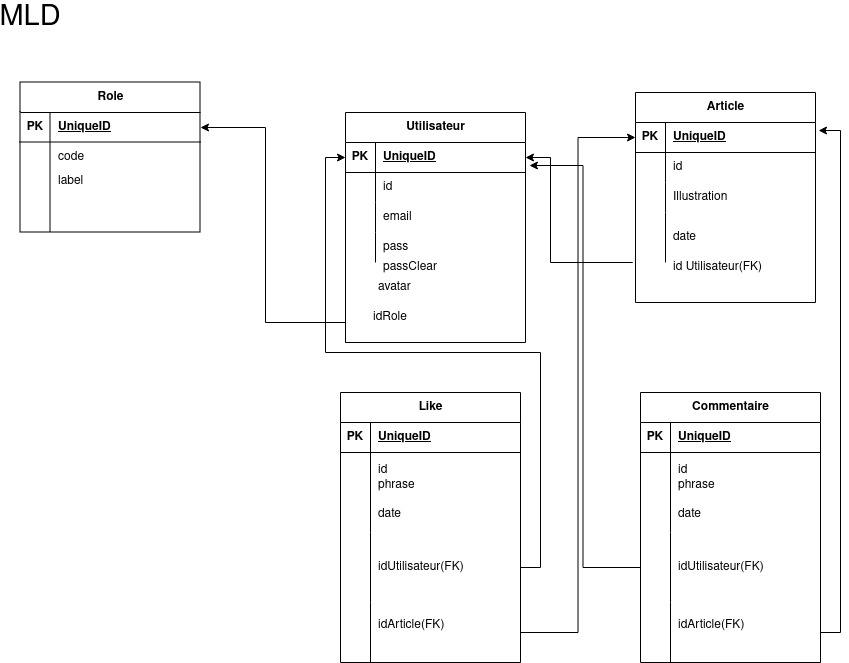 MLD
Role
PK UniqueID
code
label
Utilisateur
PK UniqueID
id
email
pass
passClear
avatar
idRole
Article
PK UniqueID
id
Illustration
date
id Utilisateur(FK)
Like
PK UniqueID
id
phrase
date
idUtilisateur(FK)
idArticle(FK)
Commentaire
PK UniqueID
id
phrase
date
idUtilisateur(FK)
idArticle(FK)